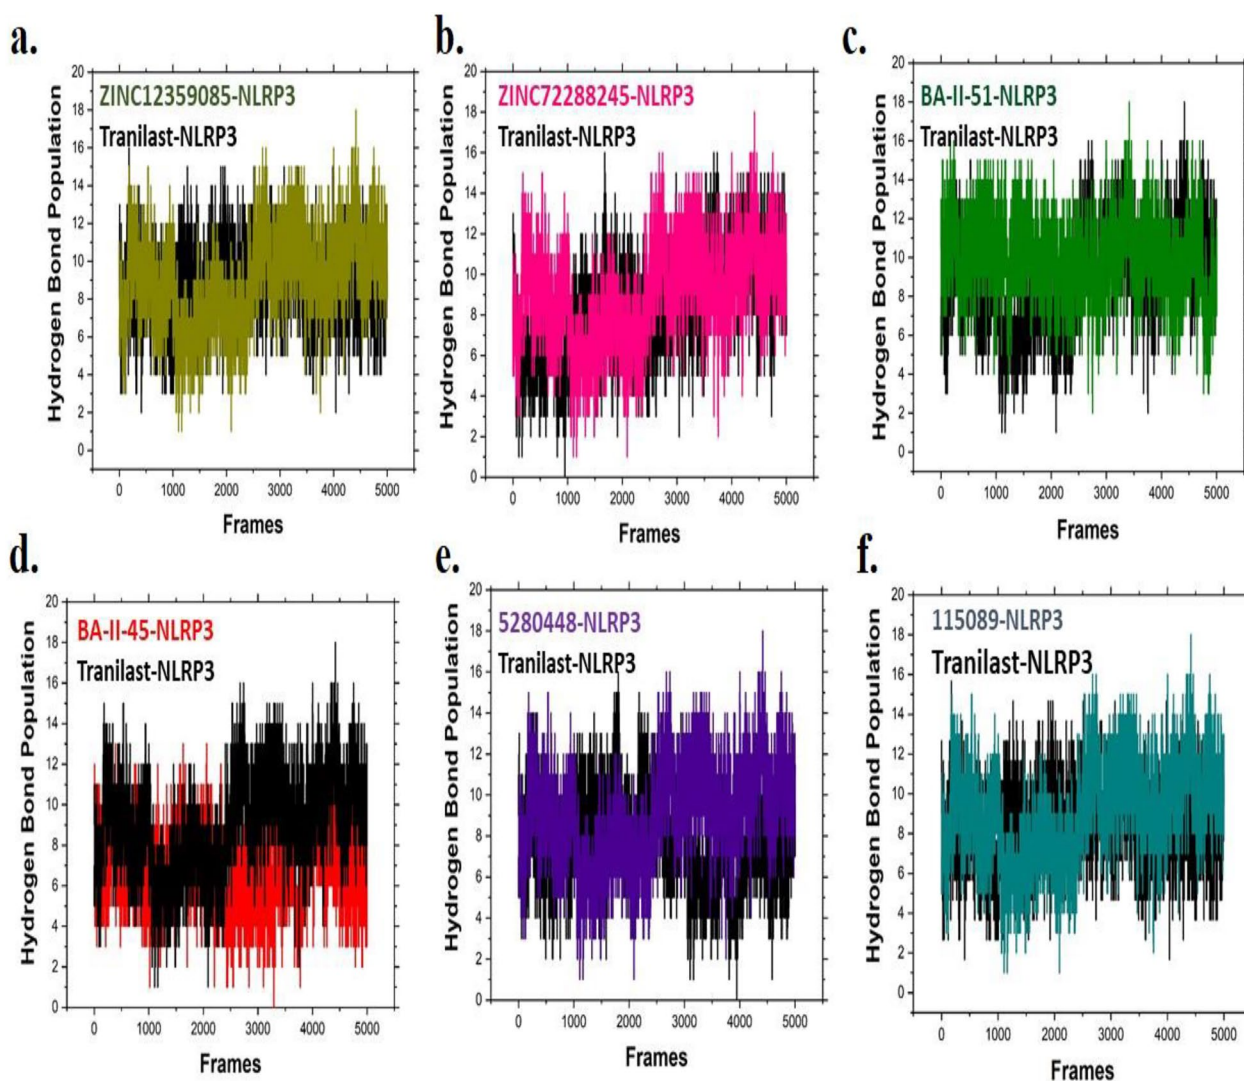 a.
Hydrogen Bond Population
20
18
16
14
12
10
8
6
4
2
0
ZINC12359085-NLRP3
Tranilast-NLRP3
0 1000 2000 3000 4000 5000
Frames
b.
Hydrogen Bond Population
20
18
16
14
12
10
8
6
4
2
0
ZINC72288245-NLRP3
Tranilast-NLRP3
0 1000 2000 3000 4000 5000
Frames
c.
Hydrogen Bond Population
20
18
16
14
12
10
8
6
4
2
0
BA-II-51-NLRP3
Tranilast-NLRP3
0 1000 2000 3000 4000 5000
Frames
d.
Hydrogen Bond Population
20
18
16
14
12
10
8
6
4
2
0
BA-II-45-NLRP3
Tranilast-NLRP3
0 1000 2000 3000 4000 5000
Frames
e.
Hydrogen Bond Population
20
18
16
14
12
10
8
6
4
2
0
5280448-NLRP3
Tranilast-NLRP3
0 1000 2000 3000 4000 5000
Frames
f.
Hydrogen Bond Population
20
18
16
14
12
10
8
6
4
2
0
115089-NLRP3
Tranilast-NLRP3
0 1000 2000 3000 4000 5000
Frames